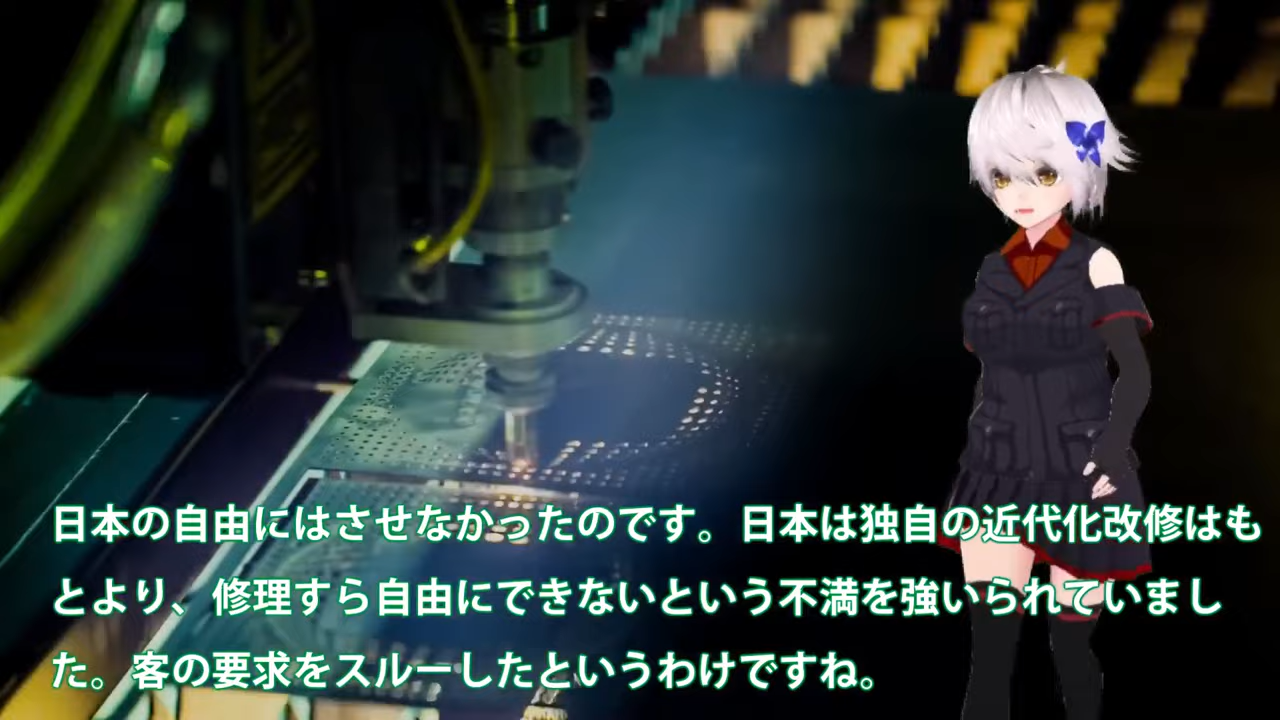 日本の自由にはさせなかったのです。日本は独自の近代化改修はも
とより、修理すら自由にできないという不満を強いられていまし
た。客の要求をスルーしたというわけですね。